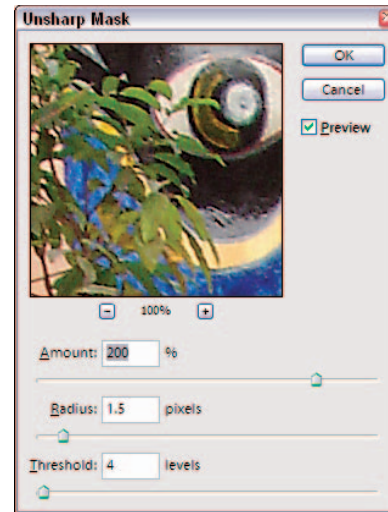 Unsharp Mask
OK
Cancel
Preview
100%
Amount: 200 %
Radius: 1.5 pixels
Threshold: 4 levels